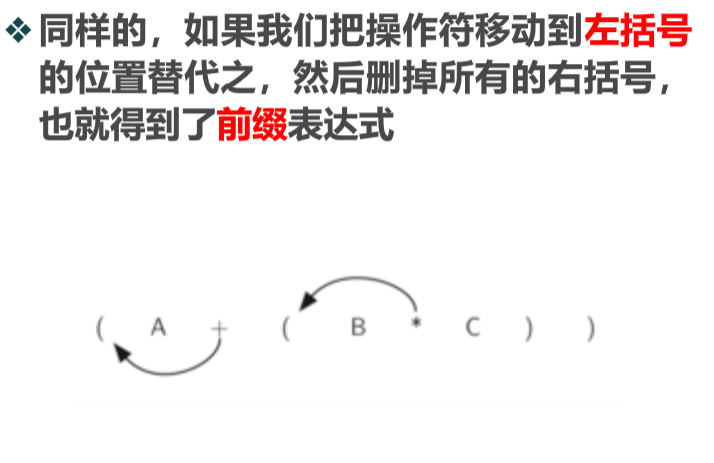 同样的，如果我们把操作符移动到左括号
的位置替代之，然后删掉所有的右括号，
也就得到了前缀表达式
( A + ( B * C ) )